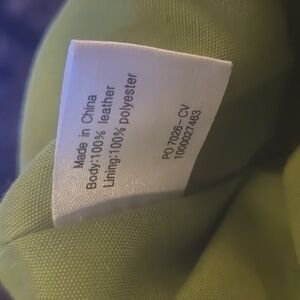 Made in China
Body:100% leather
Lining:100% polyester
PO 7026-CV
1000027463